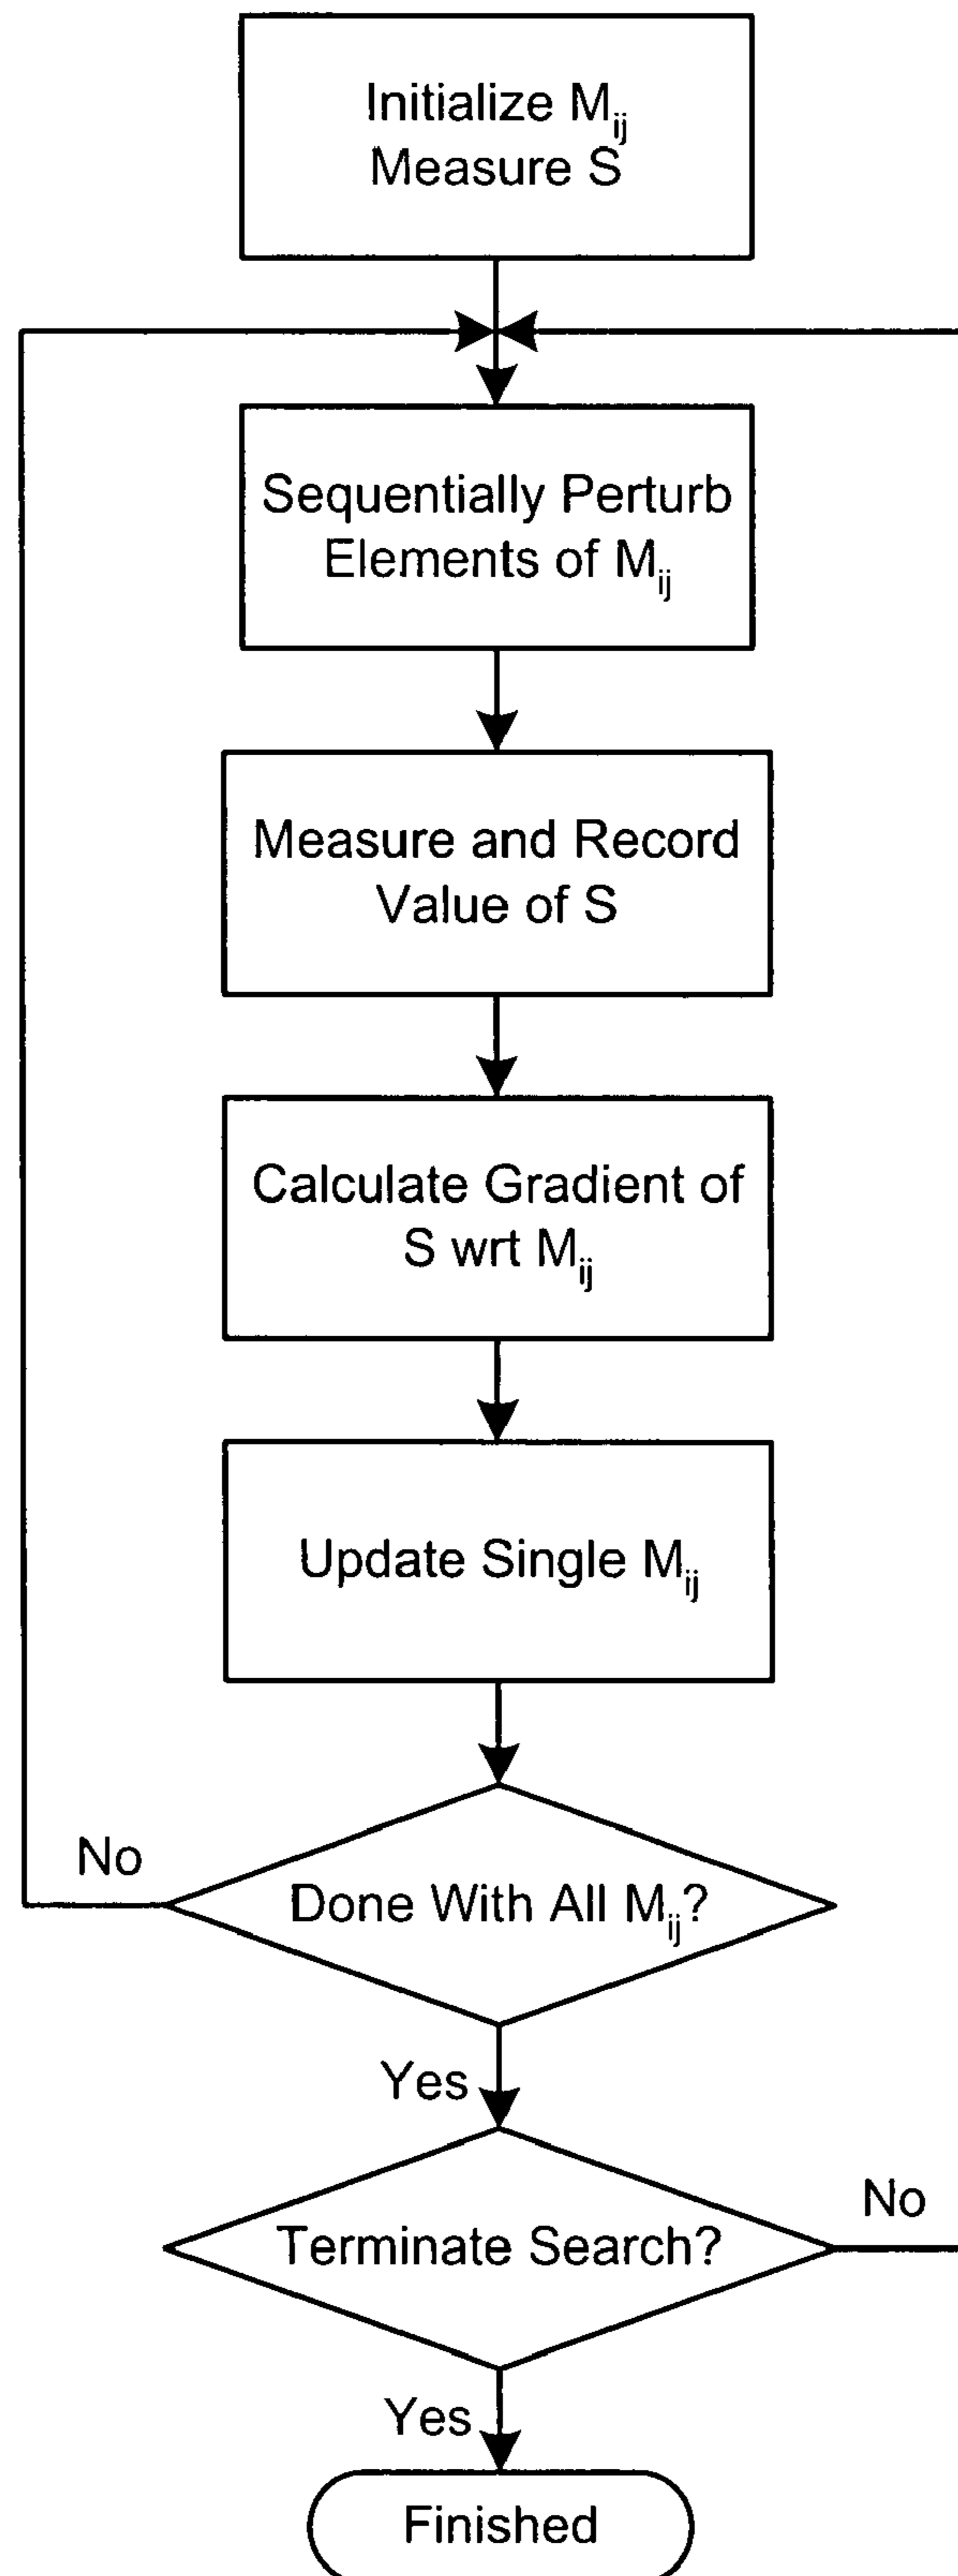 Initialize Mij
Measure S
Sequentially Perturb
Elements of Mij
Measure and Record
Value of S
Calculate Gradient of
S wrt Mij
Update Single Mij
No
Done With All Mij?
Yes
No
Terminate Search?
Yes
Finished